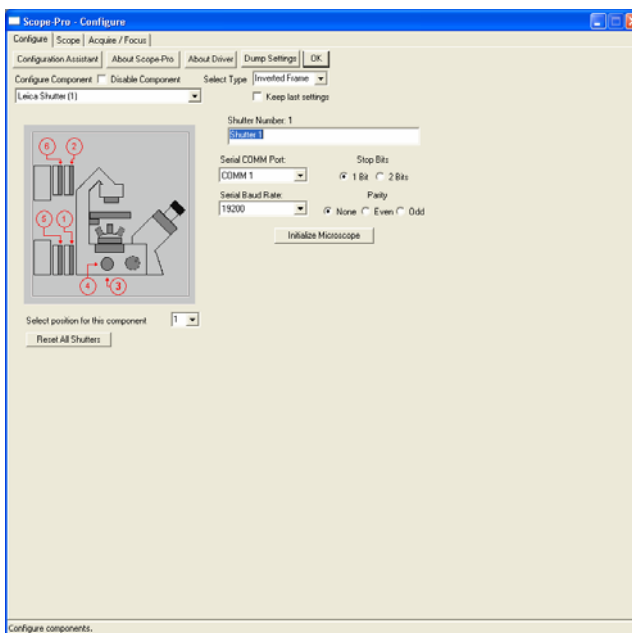 Scope-Pro - Configure
Configure Scope Acquire / Focus
Configuration Assistant About Scope-Pro About Driver Dump Settings OK
Configure Component Disable Component Select Type Inverted Frame
Leica Shutter (1) Keep last settings
Shutter Number: 1
Shutter 1
6 2
Serial COMM Port: Stop Bits
COMM 1 1 Bit 2 Bits
Serial Baud Rate: Parity
19200 None Even Odd
5 1
Initialize Microscope
4 3
Select position for this component 1
Reset All Shutters
Configure components.